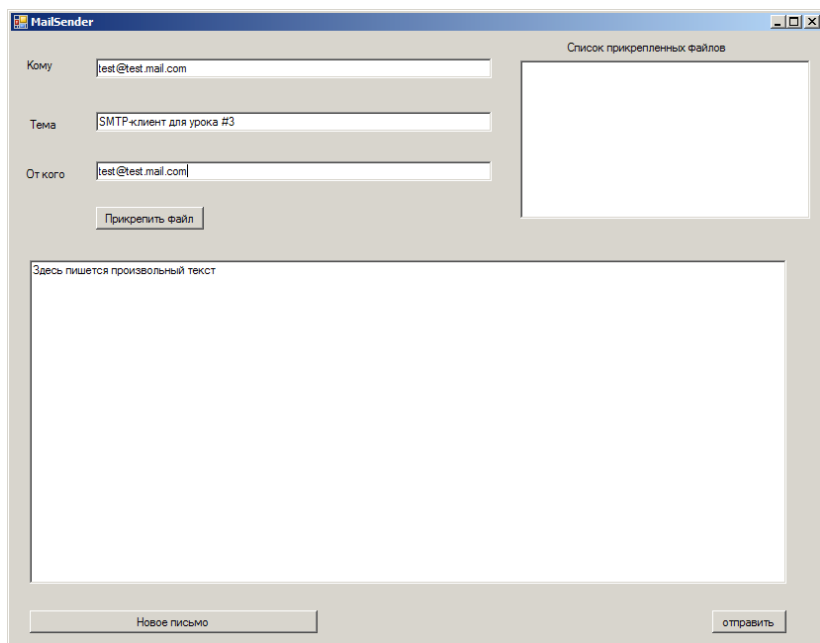 MailSender
Список прикрепленных файлов
Кому
test@test.mail.com
Тема
SMTP-клиент для урока #3
От кого
test@test.mail.com
Прикрепить файл
Здесь пишется произвольный текст
Новое письмо
отправить